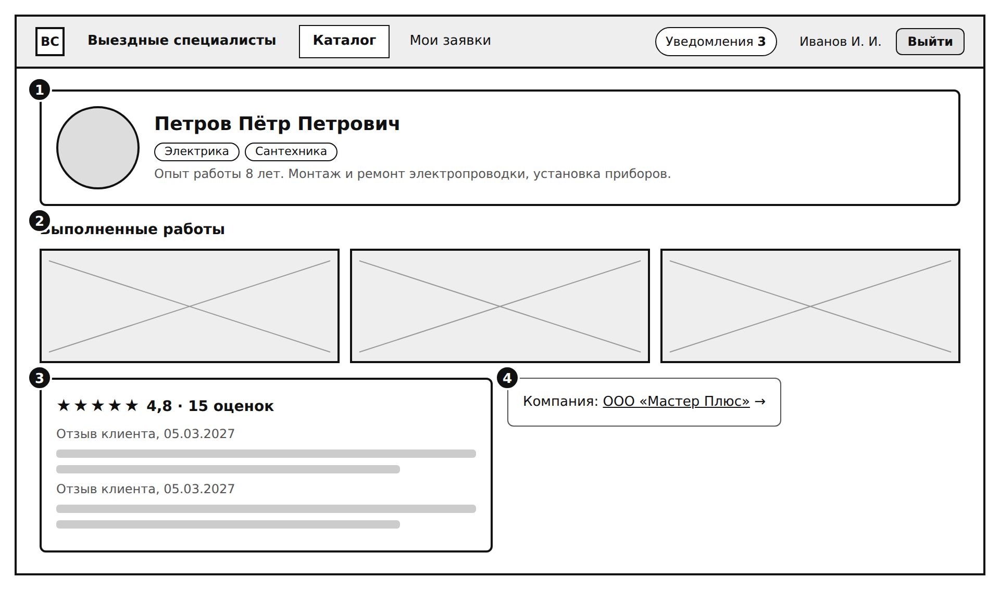 ВС Выездные специалисты Каталог Мои заявки Уведомления 3 Иванов И. И. Выйти
1
Петров Пётр Петрович
Электрика Сантехника
Опыт работы 8 лет. Монтаж и ремонт электропроводки, установка приборов.
2
Выполненные работы
3
★★★★★ 4,8 · 15 оценок
Отзыв клиента, 05.03.2027
Отзыв клиента, 05.03.2027
4
Компания: ООО «Мастер Плюс» →